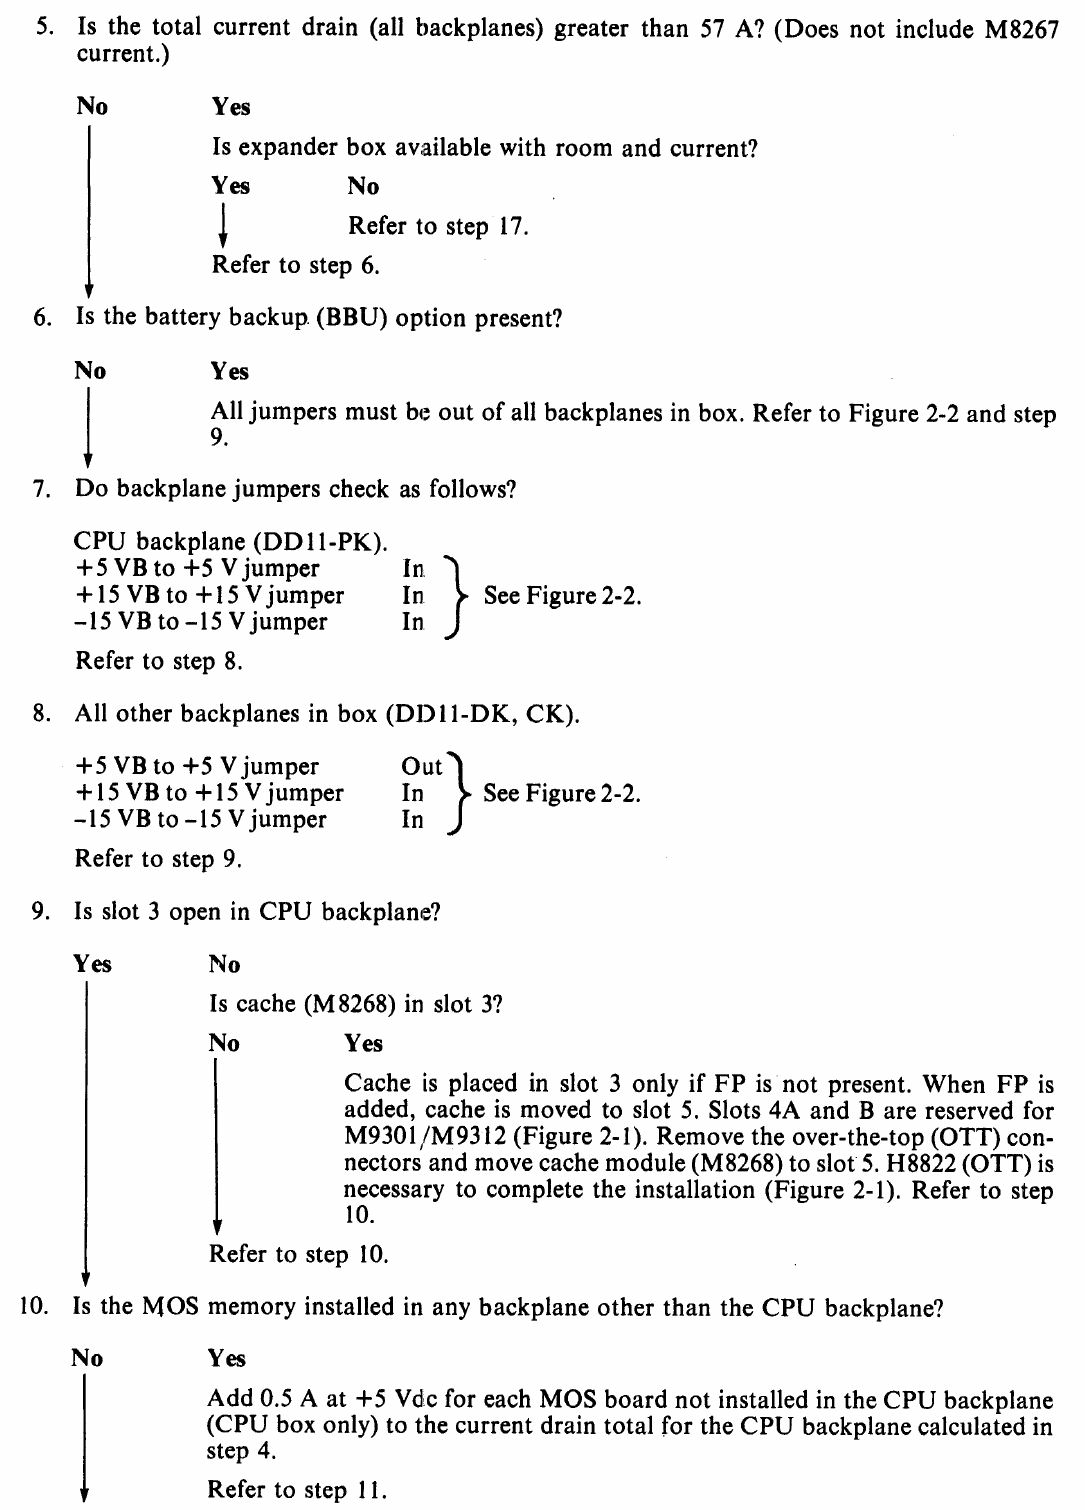 5. Is the total current drain (all backplanes) greater than 57 A? (Does not include M8267
current.)
No Yes
Is expander box available with room and current?
Yes No
Refer to step 17.
Refer to step 6.
6. Is the battery backup (BBU) option present?
No Yes
All jumpers must be out of all backplanes in box. Refer to Figure 2-2 and step
9.
7. Do backplane jumpers check as follows?
CPU backplane (DD11-PK).
+5 VB to +5 V jumper In
+15 VB to +15 V jumper In See Figure 2-2.
-15 VB to -15 V jumper In
Refer to step 8.
8. All other backplanes in box (DD11-DK, CK).
+5 VB to +5 V jumper Out
+15 VB to +15 V jumper In See Figure 2-2.
-15 VB to -15 V jumper In
Refer to step 9.
9. Is slot 3 open in CPU backplane?
Yes No
Is cache (M8268) in slot 3?
No Yes
Cache is placed in slot 3 only if FP is not present. When FP is
added, cache is moved to slot 5. Slots 4A and B are reserved for
M9301/M9312 (Figure 2-1). Remove the over-the-top (OTT) con-
nectors and move cache module (M8268) to slot 5. H8822 (OTT) is
necessary to complete the installation (Figure 2-1). Refer to step
10.
Refer to step 10.
10. Is the MOS memory installed in any backplane other than the CPU backplane?
No Yes
Add 0.5 A at +5 Vdc for each MOS board not installed in the CPU backplane
(CPU box only) to the current drain total for the CPU backplane calculated in
step 4.
Refer to step 11.